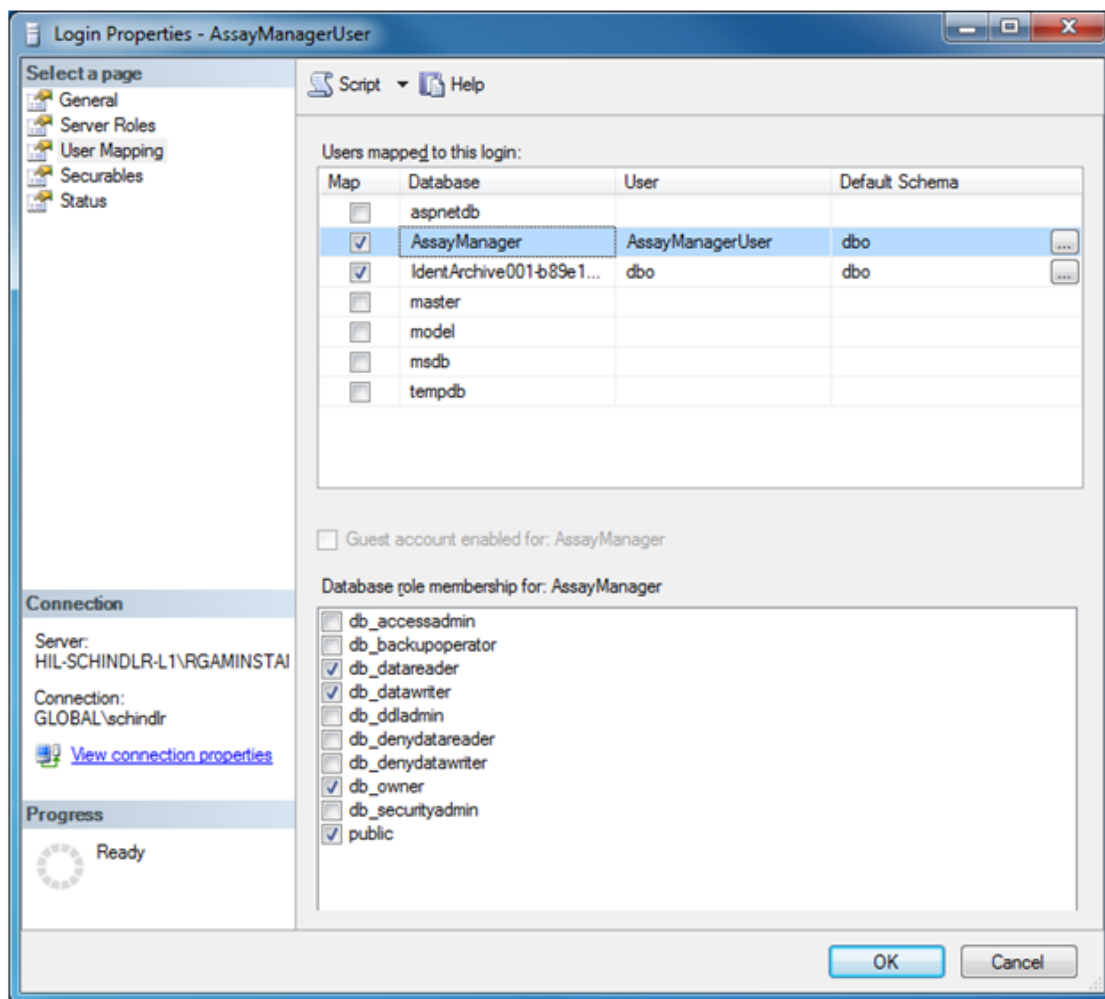 Login Properties - AssayManagerUser
Select a page
General
Server Roles
User Mapping
Securables
Status
Script Help
Users mapped to this login:
Map Database User Default Schema
aspnetdb
AssayManager AssayManagerUser dbo ...
IdentArchive001-b89e1... dbo dbo ...
master
model
msdb
tempdb
Guest account enabled for: AssayManager
Database role membership for: AssayManager
db_accessadmin
db_backupoperator
db_datareader
db_datawriter
db_ddladmin
db_denydatareader
db_denydatawriter
db_owner
db_securityadmin
public
Connection
Server:
HIL-SCHINDLR-L1\RGAMINSTAI
Connection:
GLOBAL\schindlr
View connection properties
Progress
Ready
OK Cancel